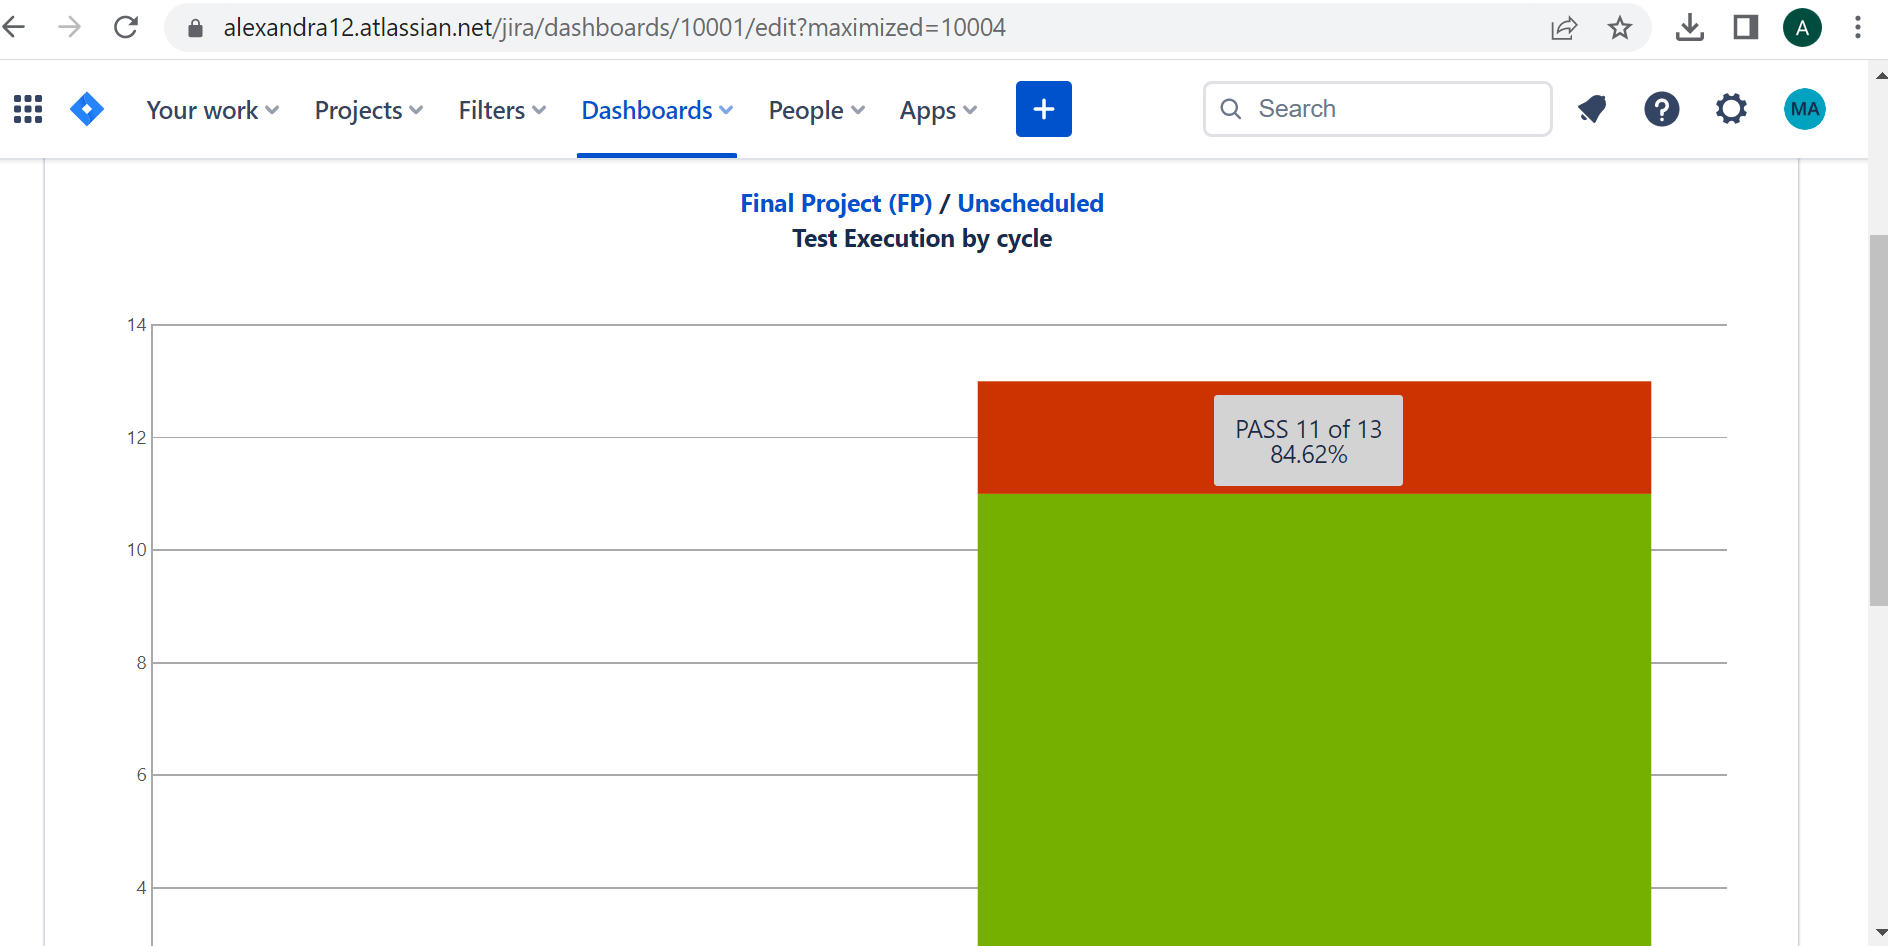 alexandra12.atlassian.net/jira/dashboards/10001/edit?maximized=10004
A
Your work Projects Filters Dashboards People Apps + Search ? MA
Final Project (FP) / Unscheduled
Test Execution by cycle
14
PASS 11 of 13
84.62%
12
10
8
6
4